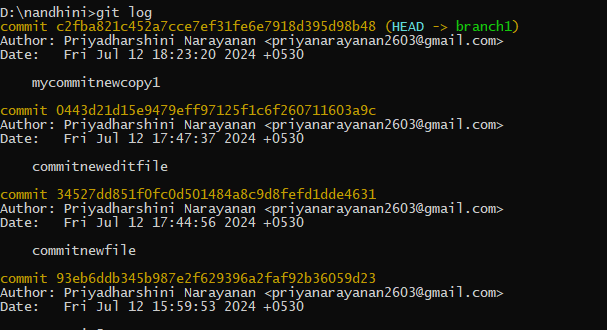 D:\nandhini>git log
commit c2fba821c452a7cce7ef31fe6e7918d395d98b48 (HEAD -> branch1)
Author: Priyadharshini Narayanan <priyanarayanan2603@gmail.com>
Date:   Fri Jul 12 18:23:20 2024 +0530
    mycommitnewcopy1
commit 0443d21d15e9479eff97125f1c6f260711603a9c
Author: Priyadharshini Narayanan <priyanarayanan2603@gmail.com>
Date:   Fri Jul 12 17:47:37 2024 +0530
    commitneweditfile
commit 34527dd851f0fc0d501484a8c9d8fefd1dde4631
Author: Priyadharshini Narayanan <priyanarayanan2603@gmail.com>
Date:   Fri Jul 12 17:44:56 2024 +0530
    commitnewfile
commit 93eb6ddb345b987e2f629396a2faf92b36059d23
Author: Priyadharshini Narayanan <priyanarayanan2603@gmail.com>
Date:   Fri Jul 12 15:59:53 2024 +0530